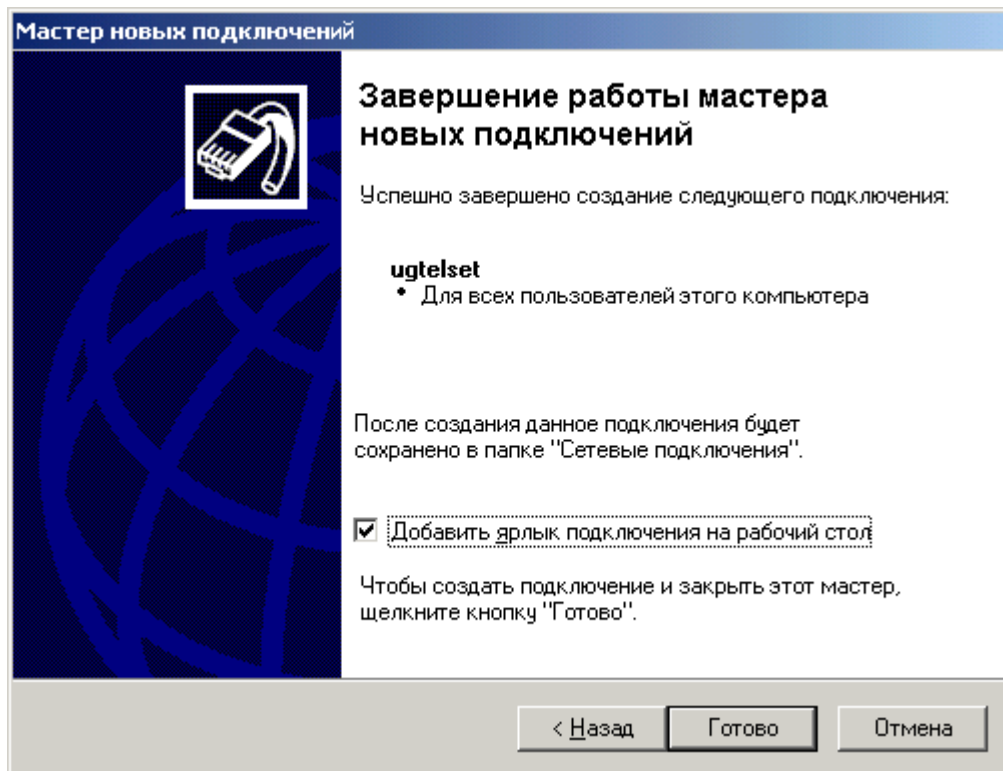 Мастер новых подключений
Завершение работы мастера
новых подключений
Успешно завершено создание следующего подключения:
ugtelset
• Для всех пользователей этого компьютера
После создания данное подключения будет
сохранено в папке "Сетевые подключения".
Добавить ярлык подключения на рабочий стол
Чтобы создать подключение и закрыть этот мастер,
щелкните кнопку "Готово".
< Назад Готово Отмена